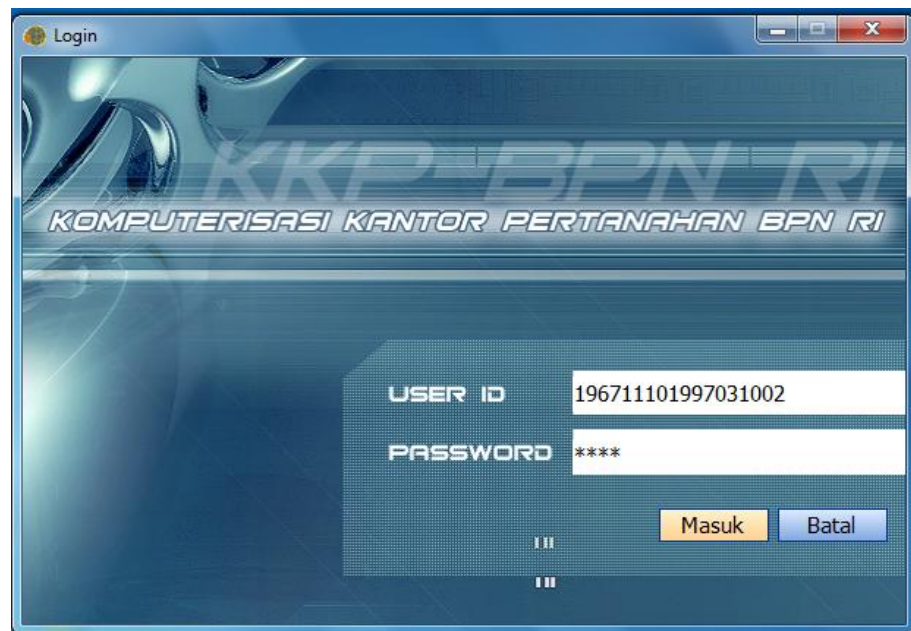 Login
KKP-BPN RI
KOMPUTERISASI KANTOR PERTANAHAN BPN RI
USER ID 196711101997031002
PASSWORD ****
Masuk Batal